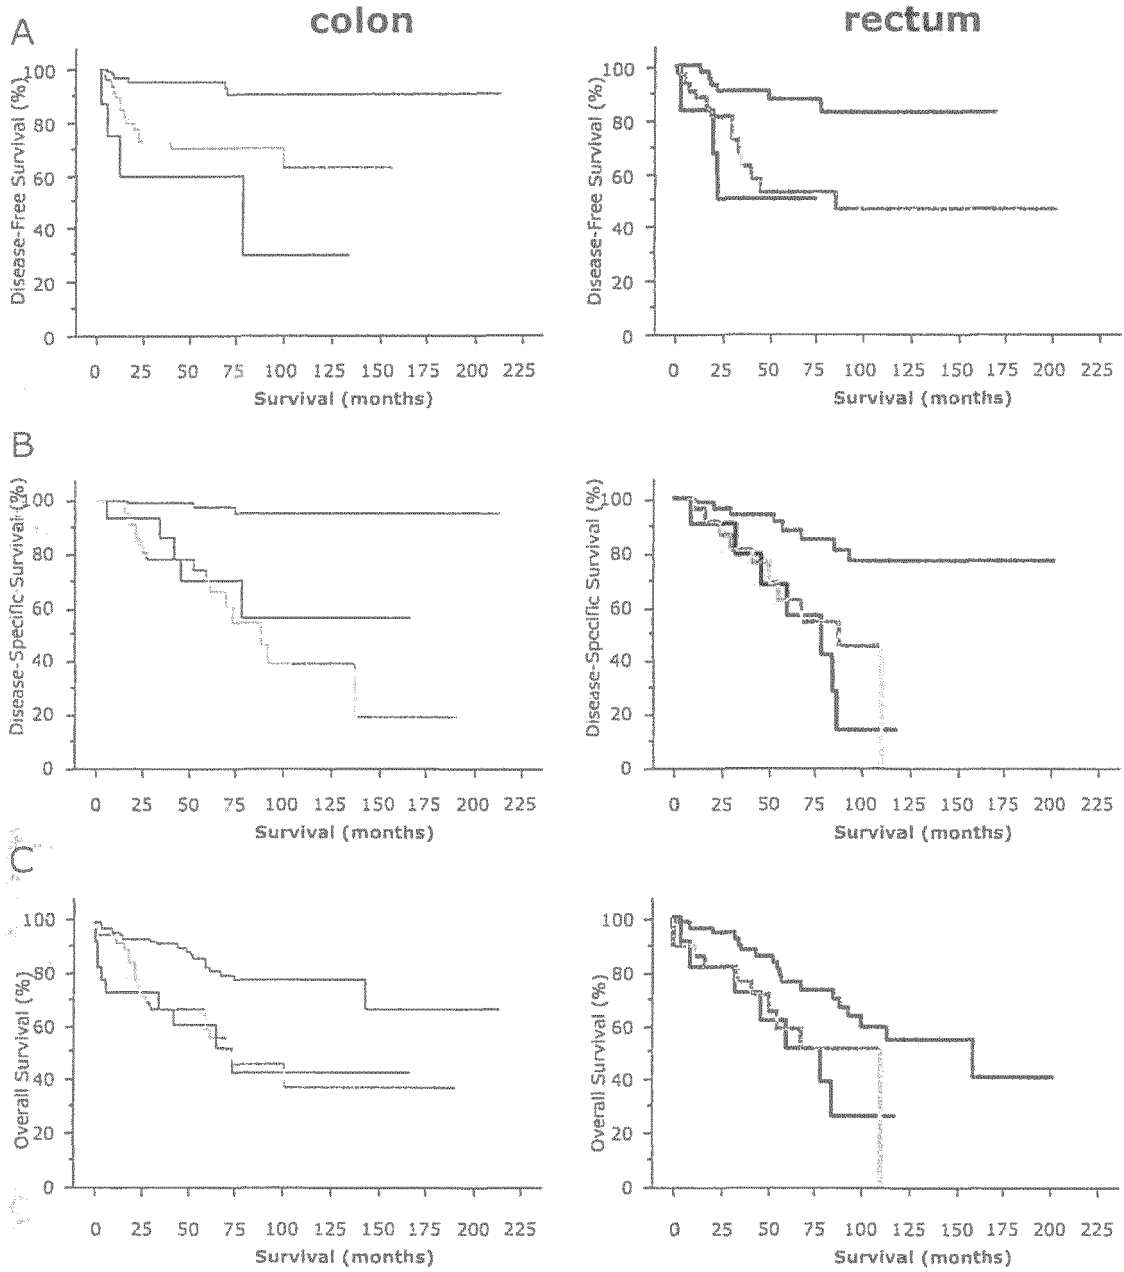 colon
rectum
A
Disease-Free Survival (%)
100
80
60
40
20
0
0 25 50 75 100 125 150 175 200 225
Survival (months)
Disease-Free Survival (%)
100
80
60
40
20
0
0 25 50 75 100 125 150 175 200 225
Survival (months)
B
Disease-Specific-Survival (%)
100
80
60
40
20
0
0 25 50 75 100 125 150 175 200 225
Survival (months)
Disease-Specific Survival (%)
100
80
60
40
20
0
0 25 50 75 100 125 150 175 200 225
Survival (months)
C
Overall Survival (%)
100
80
60
40
20
0
0 25 50 75 100 125 150 175 200 225
Survival (months)
Overall Survival (%)
100
80
60
40
20
0
0 25 50 75 100 125 150 175 200 225
Survival (months)